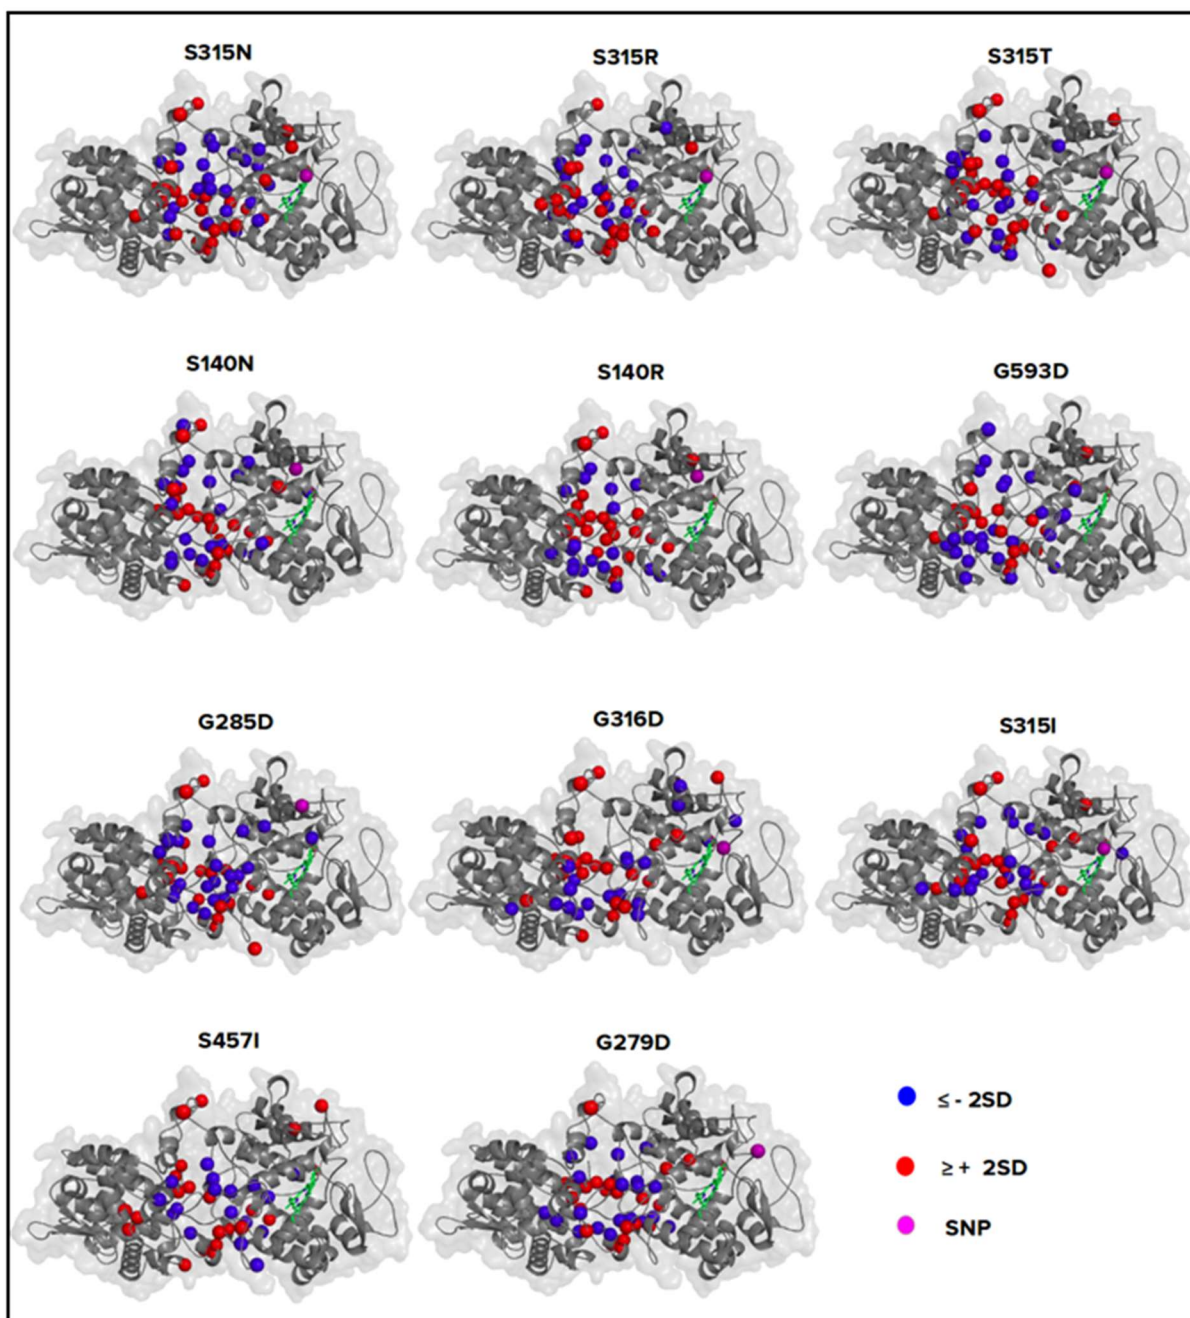 S315N
S315R
S315T
S140N
S140R
G593D
G285D
G316D
S315I
S457I
G279D
≤ - 2SD
≥ + 2SD
SNP